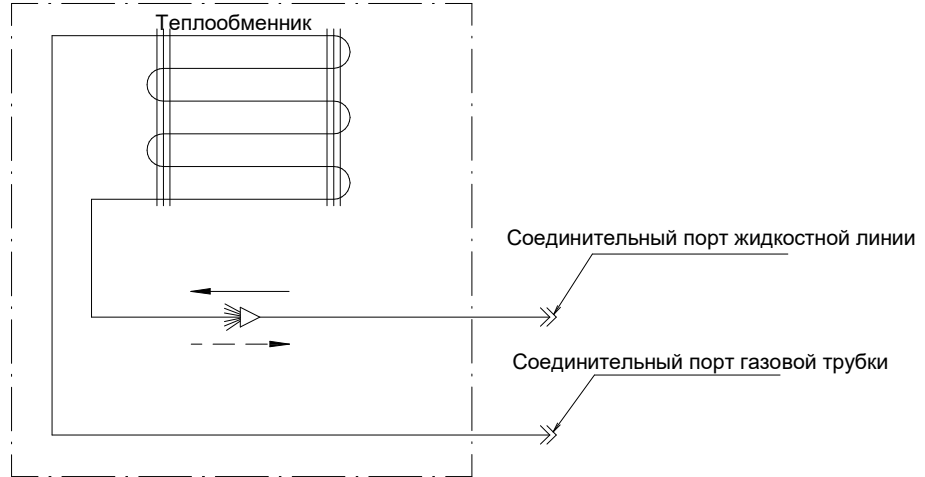 Теплообменник
Соединительный порт жидкостной линии
Соединительный порт газовой трубки